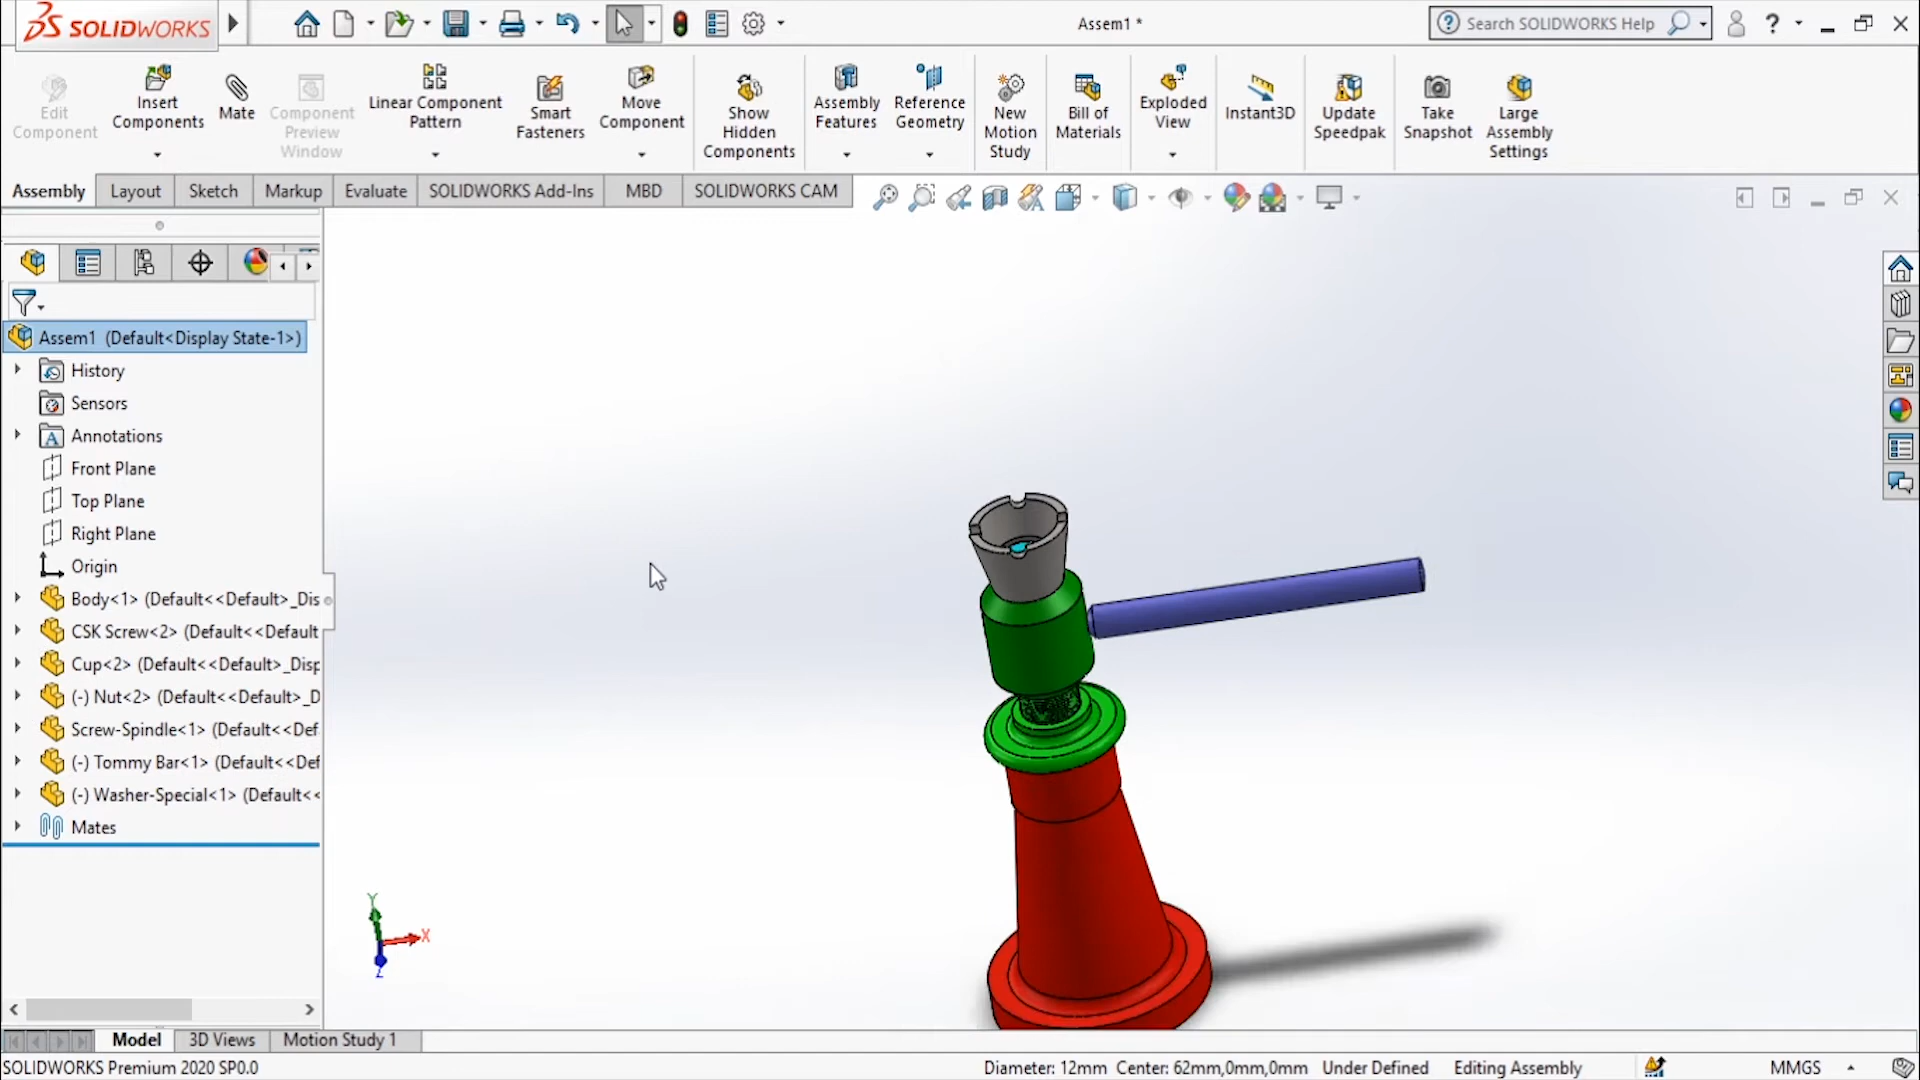 SOLIDWORKS
Assem1 *
Search SOLIDWORKS Help
Edit Component
Insert Components
Mate
Component Preview Window
Linear Component Pattern
Smart Fasteners
Move Component
Show Hidden Components
Assembly Features
Reference Geometry
New Motion Study
Bill of Materials
Exploded View
Instant3D
Update Speedpak
Take Snapshot
Large Assembly Settings
Assembly
Layout
Sketch
Markup
Evaluate
SOLIDWORKS Add-Ins
MBD
SOLIDWORKS CAM
Assem1 (Default<Display State-1>)
History
Sensors
Annotations
Front Plane
Top Plane
Right Plane
Origin
Body<1> (Default<<Default>_Dis
CSK Screw<2> (Default<<Default
Cup<2> (Default<<Default>_Disp
(-) Nut<2> (Default<<Default>_D
Screw-Spindle<1> (Default<<Def
(-) Tommy Bar<1> (Default<<Def
(-) Washer-Special<1> (Default<<
Mates
Y
X
Z
Model
3D Views
Motion Study 1
SOLIDWORKS Premium 2020 SP0.0
Diameter: 12mm Center: 62mm,0mm,0mm
Under Defined
Editing Assembly
MMGS